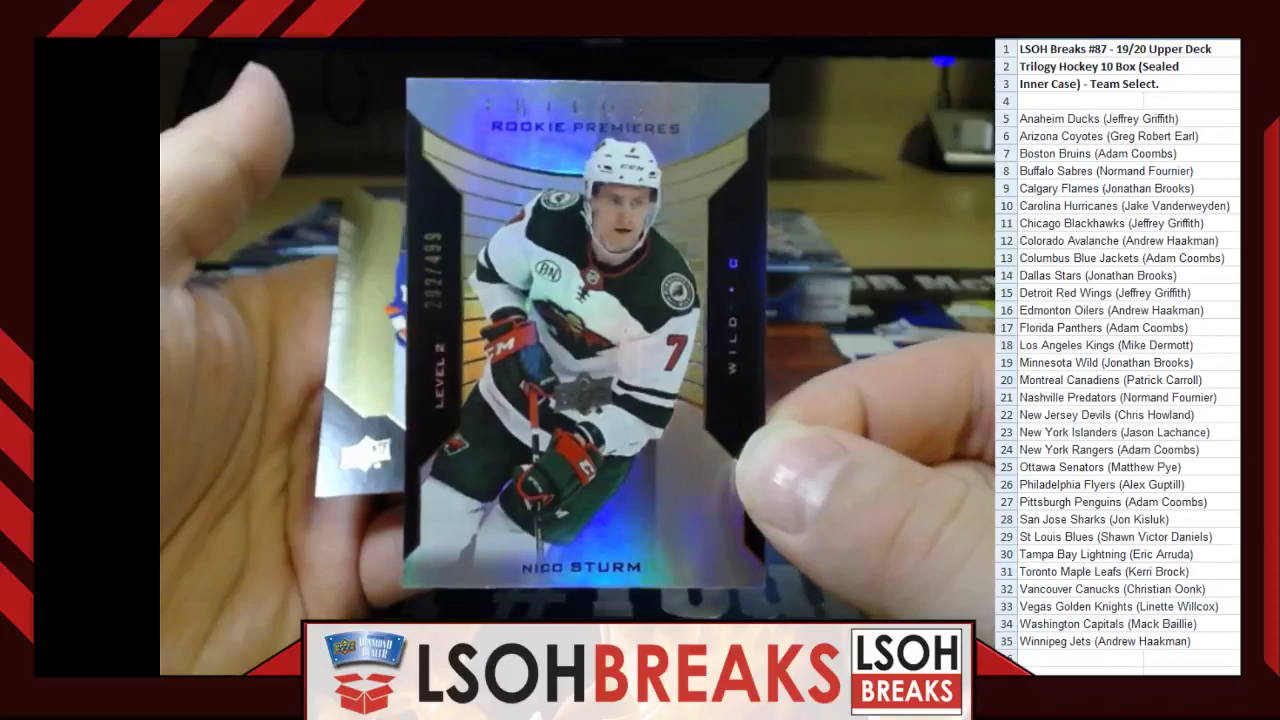 TRILOGY
ROOKIE PREMIERES
CCM
292/499
LEVEL 2
WILD • C
7
NICO STURM
1 LSOH Breaks #87 - 19/20 Upper Deck
2 Trilogy Hockey 10 Box (Sealed
3 Inner Case) - Team Select.
4
5 Anaheim Ducks (Jeffrey Griffith)
6 Arizona Coyotes (Greg Robert Earl)
7 Boston Bruins (Adam Coombs)
8 Buffalo Sabres (Normand Fournier)
9 Calgary Flames (Jonathan Brooks)
10 Carolina Hurricanes (Jake Vanderweyden)
11 Chicago Blackhawks (Jeffrey Griffith)
12 Colorado Avalanche (Andrew Haakman)
13 Columbus Blue Jackets (Adam Coombs)
14 Dallas Stars (Jonathan Brooks)
15 Detroit Red Wings (Jeffrey Griffith)
16 Edmonton Oilers (Andrew Haakman)
17 Florida Panthers (Adam Coombs)
18 Los Angeles Kings (Mike Dermott)
19 Minnesota Wild (Jonathan Brooks)
20 Montreal Canadiens (Patrick Carroll)
21 Nashville Predators (Normand Fournier)
22 New Jersey Devils (Chris Howland)
23 New York Islanders (Jason Lachance)
24 New York Rangers (Adam Coombs)
25 Ottawa Senators (Matthew Pye)
26 Philadelphia Flyers (Alex Guptill)
27 Pittsburgh Penguins (Adam Coombs)
28 San Jose Sharks (Jon Kisluk)
29 St Louis Blues (Shawn Victor Daniels)
30 Tampa Bay Lightning (Eric Arruda)
31 Toronto Maple Leafs (Kerri Brock)
32 Vancouver Canucks (Christian Oonk)
33 Vegas Golden Knights (Linette Willcox)
34 Washington Capitals (Mack Baillie)
35 Winnipeg Jets (Andrew Haakman)
DIAMOND DEALER
LSOHBREAKS
LSOH
BREAKS